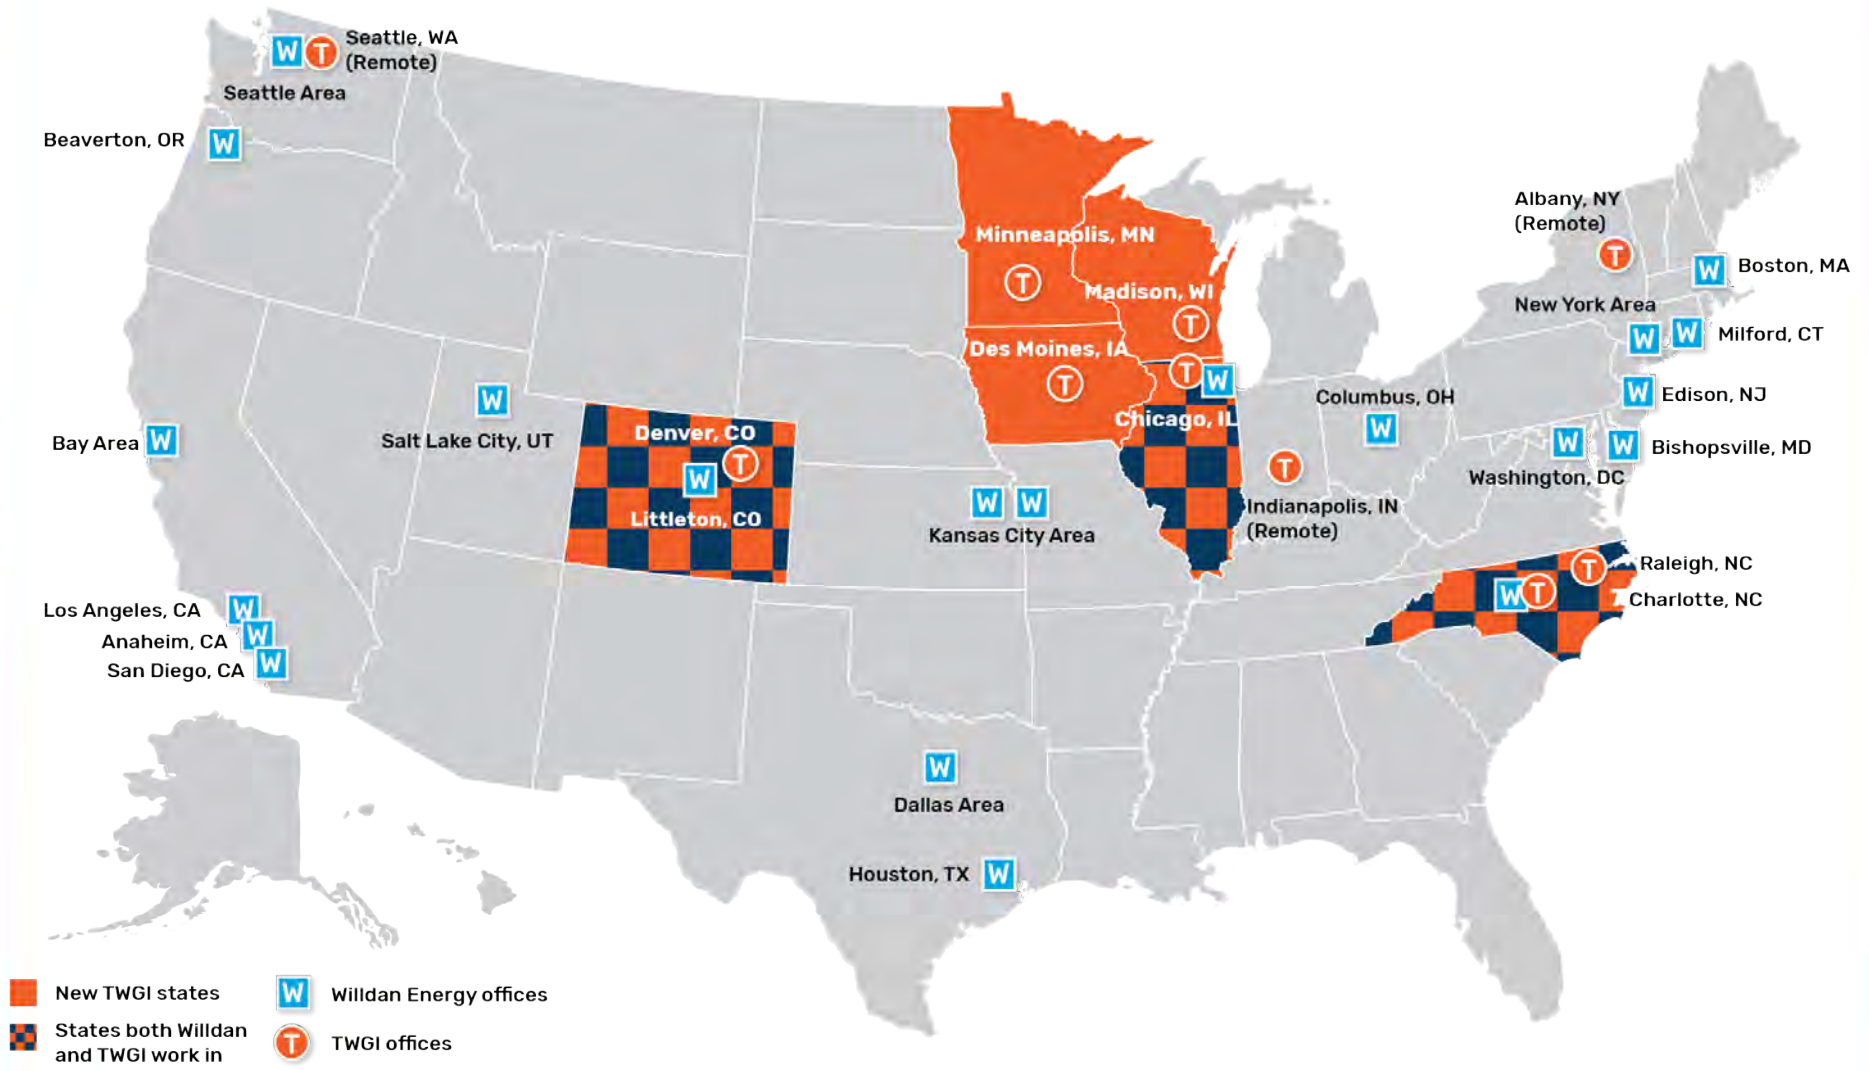 W T Seattle, WA
(Remote)
Seattle Area
Beaverton, OR W
Albany, NY
(Remote)
T
Minneapolis, MN
T
W Boston, MA
Madison, WI
T
New York Area
W W Milford, CT
Des Moines, IA
T
T W
Chicago, IL
W
Salt Lake City, UT
Columbus, OH
W
W Edison, NJ
Bay Area W
Denver, CO
W T
Littleton, CO
W W Bishopsville, MD
Washington, DC
T
Indianapolis, IN
(Remote)
W W
Kansas City Area
T Raleigh, NC
W T Charlotte, NC
Los Angeles, CA W
Anaheim, CA W
San Diego, CA W
W
Dallas Area
Houston, TX W
New TWGI states
States both Willdan
and TWGI work in
W Willdan Energy offices
T TWGI offices